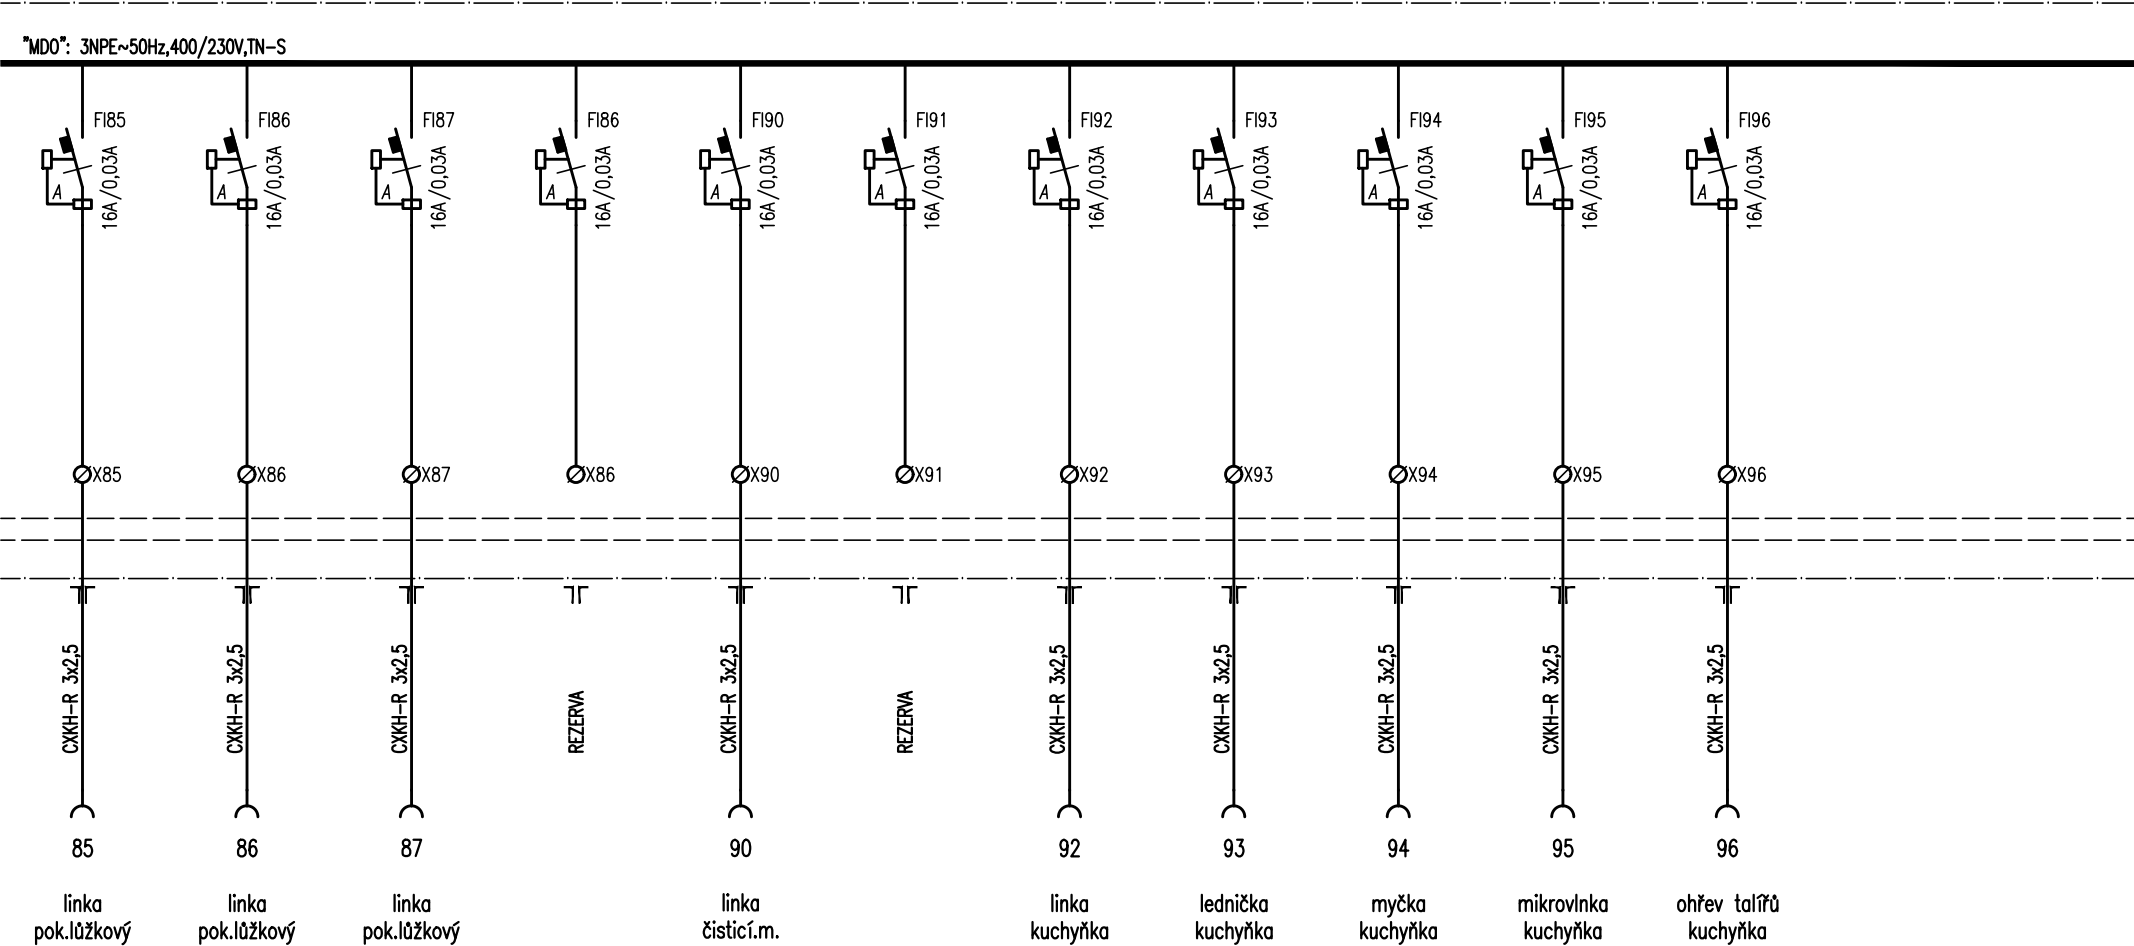 "MDO": 3NPE~50Hz,400/230V,TN-S
FI85 FI86 FI87 FI86 FI90 FI91 FI92 FI93 FI94 FI95 FI96
16A/0,03A 16A/0,03A 16A/0,03A 16A/0,03A 16A/0,03A 16A/0,03A 16A/0,03A 16A/0,03A 16A/0,03A 16A/0,03A 16A/0,03A
A A A A A A A A A A A
X85 X86 X87 X86 X90 X91 X92 X93 X94 X95 X96
CXKH-R 3x2,5 CXKH-R 3x2,5 CXKH-R 3x2,5 REZERVA CXKH-R 3x2,5 REZERVA CXKH-R 3x2,5 CXKH-R 3x2,5 CXKH-R 3x2,5 CXKH-R 3x2,5 CXKH-R 3x2,5
85 86 87 90 92 93 94 95 96
linka linka linka linka linka lednička myčka mikrovlnka ohřev talířů
pok.lůžkový pok.lůžkový pok.lůžkový čisticí.m. kuchyňka kuchyňka kuchyňka kuchyňka kuchyňka